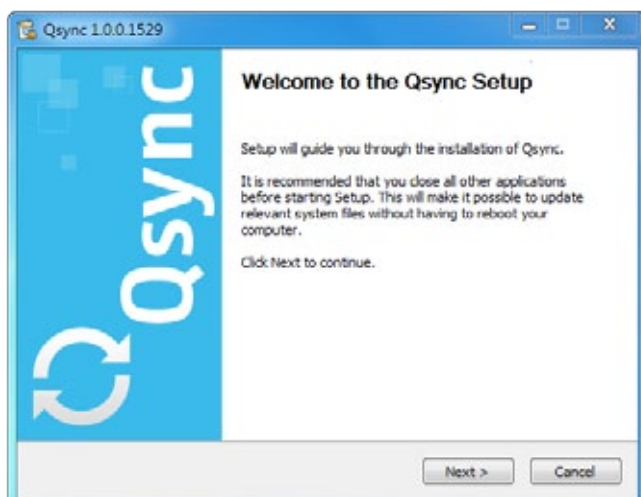 Qsync 1.0.0.1529
Qsync
Welcome to the Qsync Setup
Setup will guide you through the installation of Qsync.
It is recommended that you close all other applications
before starting Setup. This will make it possible to update
relevant system files without having to reboot your
computer.
Click Next to continue.
Next >
Cancel